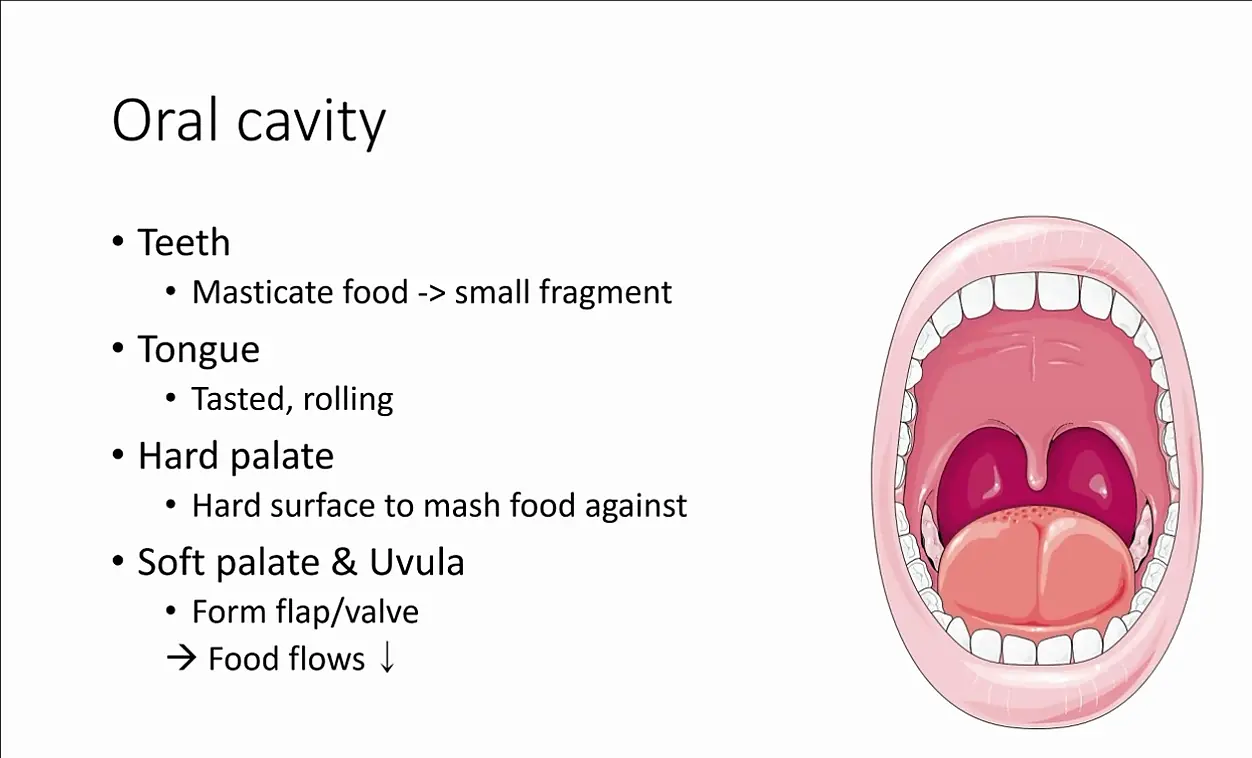 Oral cavity
• Teeth
• Masticate food -> small fragment
• Tongue
• Tasted, rolling
• Hard palate
• Hard surface to mash food against
• Soft palate & Uvula
• Form flap/valve
→ Food flows ↓